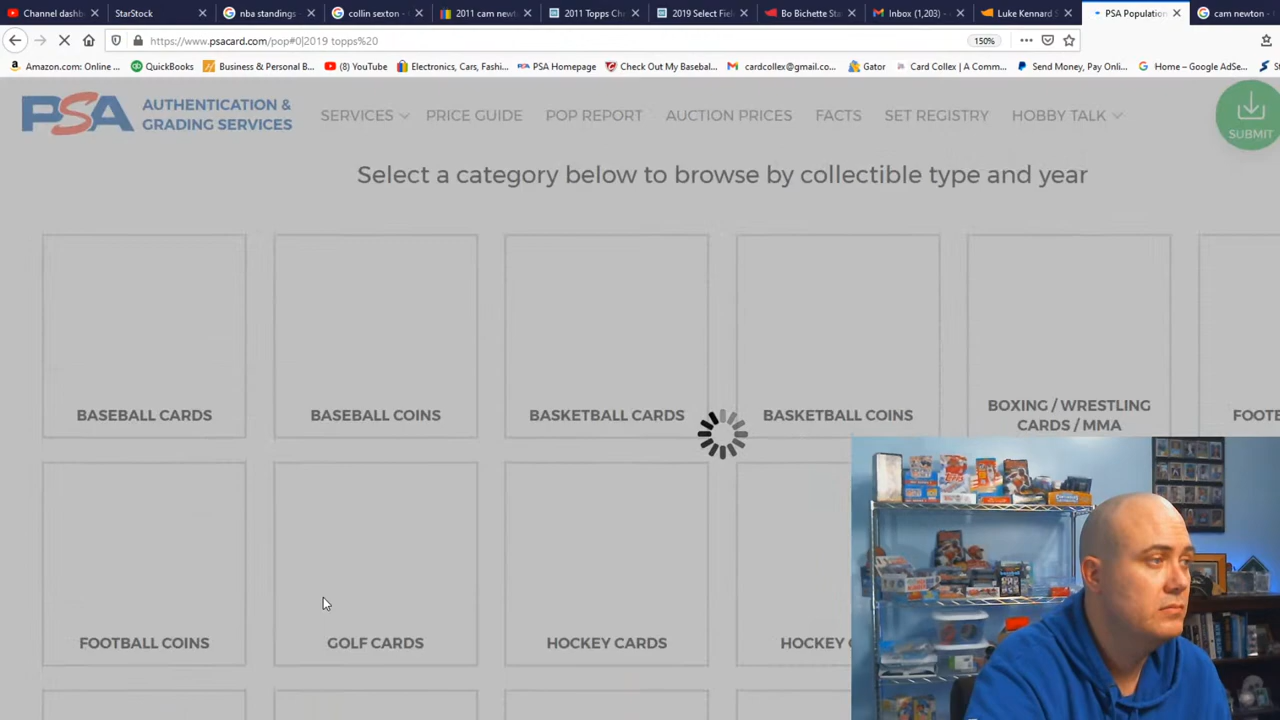 Channel dashb
StarStock
nba standings
collin sexton -
2011 cam newt
2011 Topps Ch
2019 Select Fiel
Bo Bichette Sta
Inbox (1,203) -
Luke Kennard S
PSA Population
cam newton -
https://www.psacard.com/pop#0|2019 topps%20
150%
Amazon.com: Online ...
QuickBooks
Business & Personal B...
(8) YouTube
Electronics, Cars, Fashi...
PSA Homepage
Check Out My Basebal...
cardcollex@gmail.co...
Gator
Card Collex | A Comm...
Send Money, Pay Onli...
Home – Google AdSe...
St
PSA
AUTHENTICATION &
GRADING SERVICES
SERVICES
PRICE GUIDE
POP REPORT
AUCTION PRICES
FACTS
SET REGISTRY
HOBBY TALK
SUBMIT
Select a category below to browse by collectible type and year
BASEBALL CARDS
BASEBALL COINS
BASKETBALL CARDS
BASKETBALL COINS
BOXING / WRESTLING
CARDS / MMA
FOOTE
FOOTBALL COINS
GOLF CARDS
HOCKEY CARDS
HOCKEY C